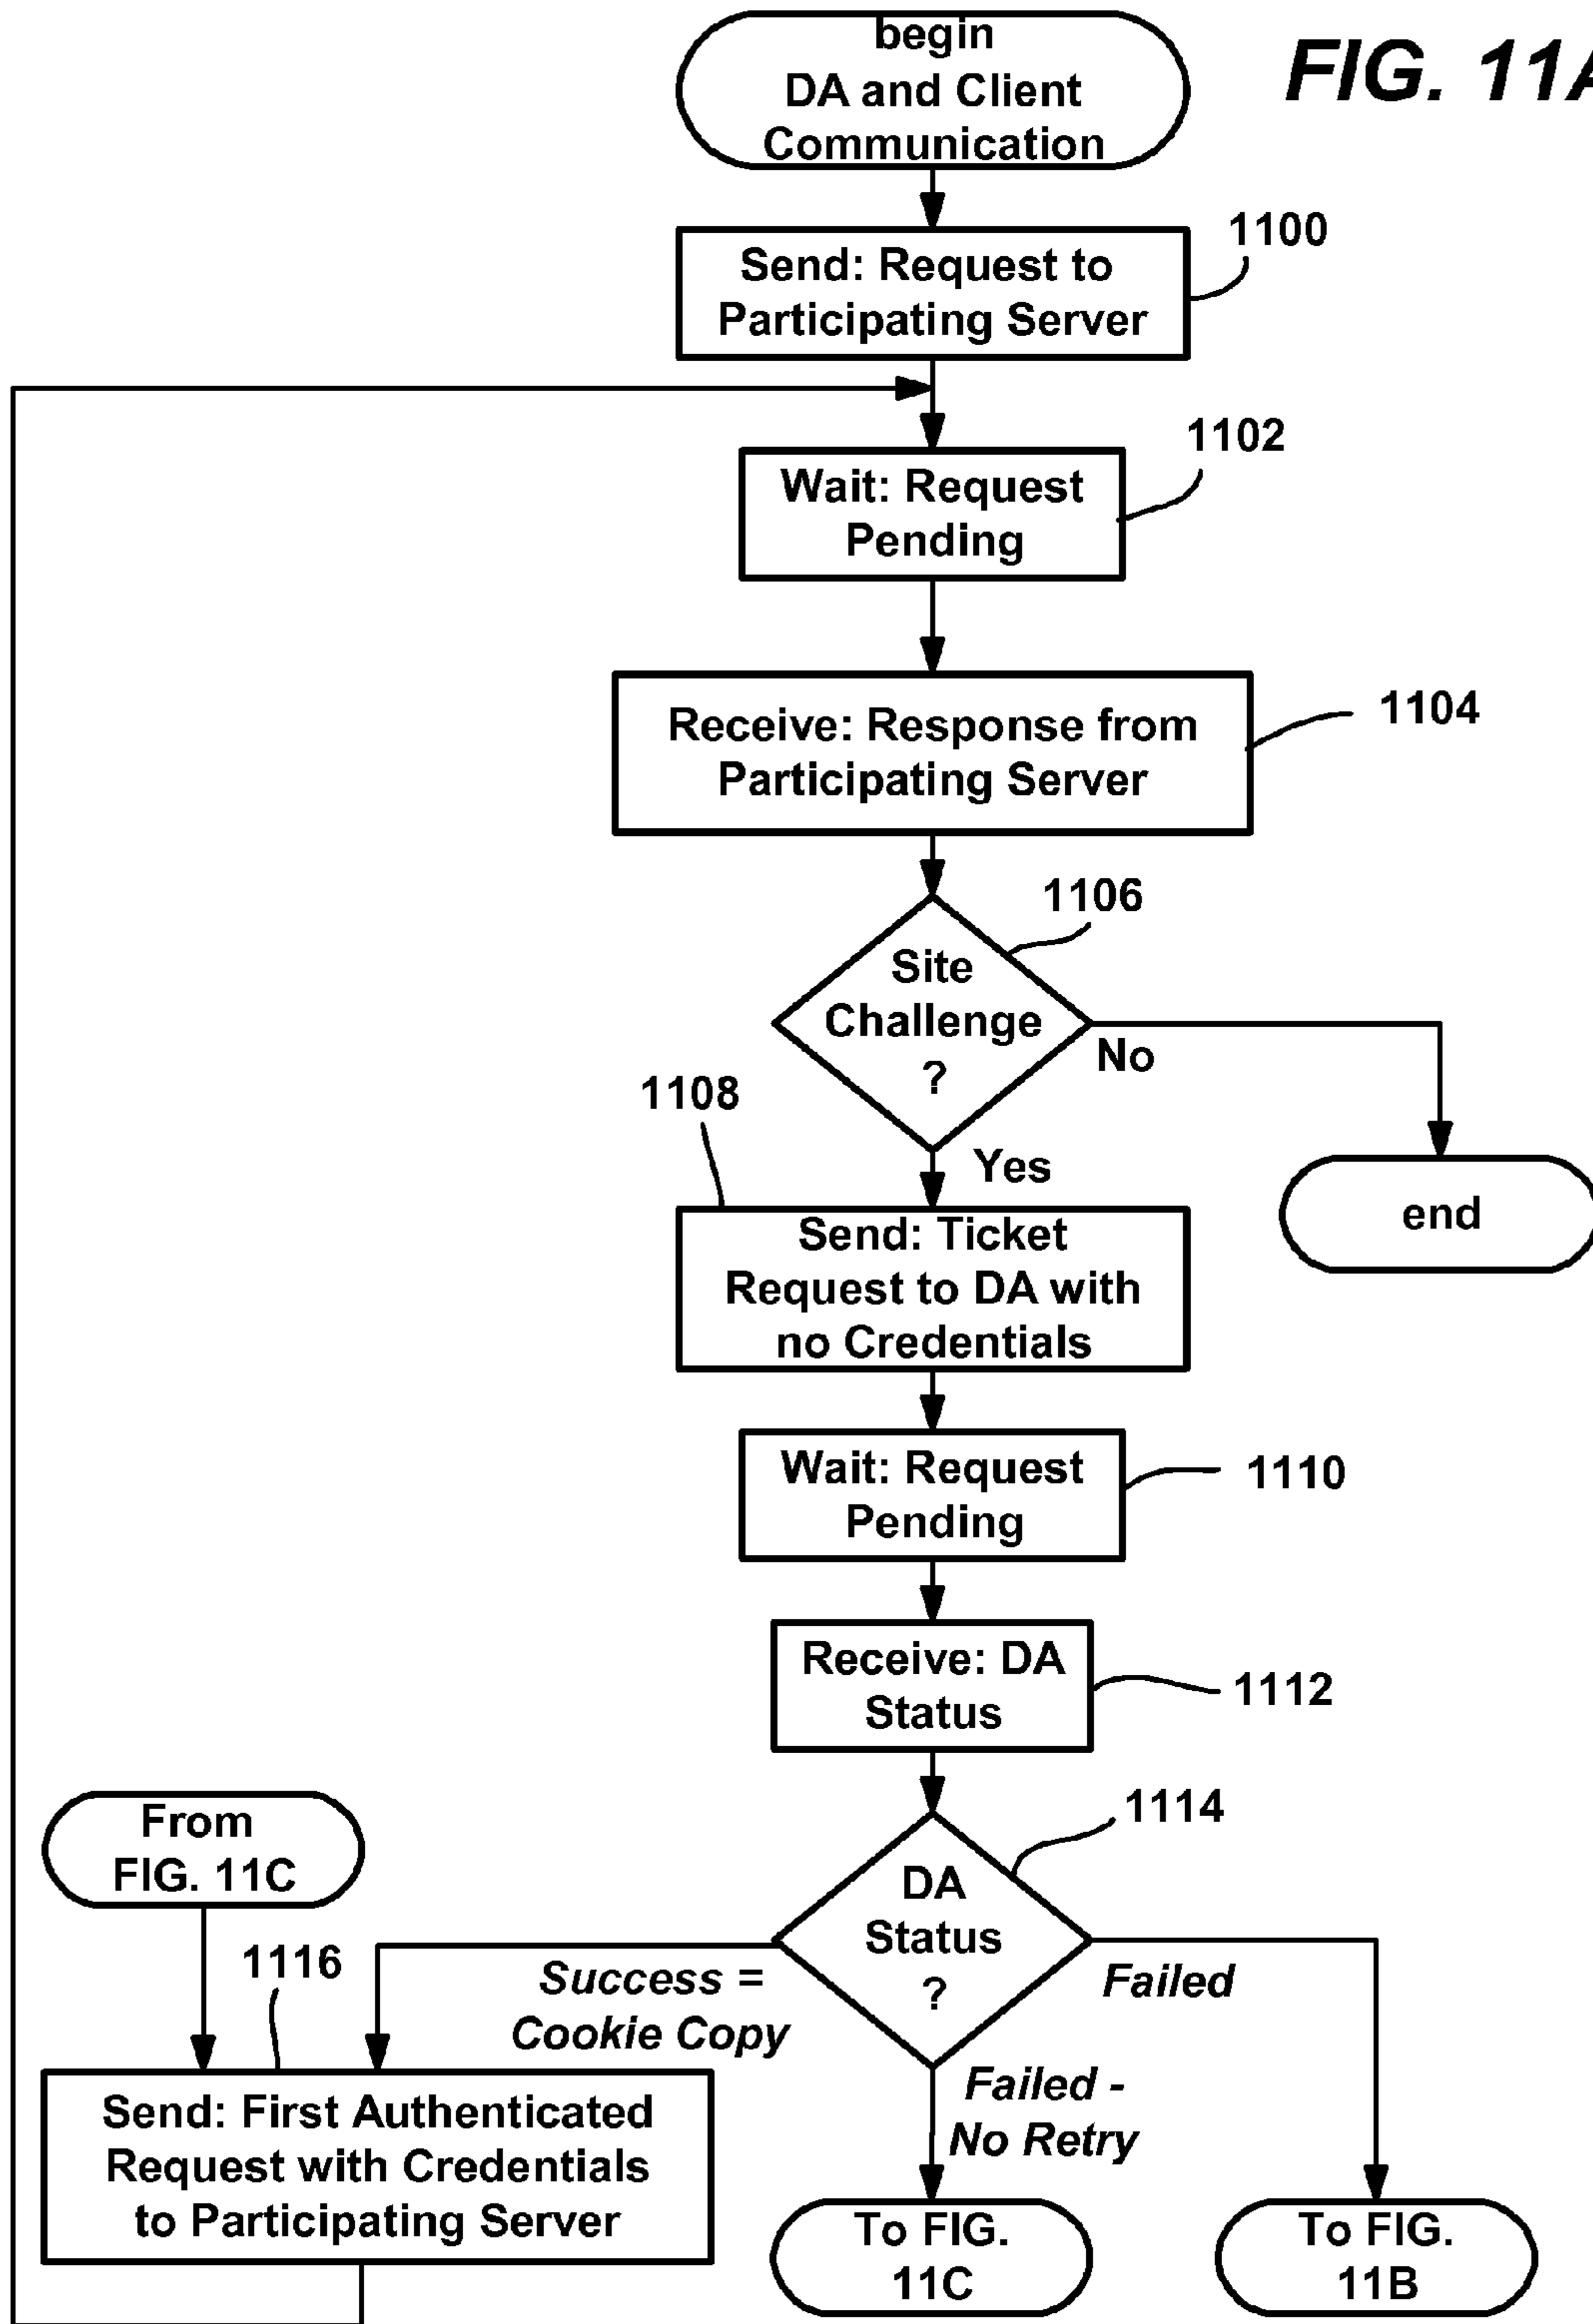 begin
DA and Client
Communication
FIG. 11A
1100
Send: Request to
Participating Server
1102
Wait: Request
Pending
1104
Receive: Response from
Participating Server
1106
Site
Challenge
?
No
1108
Yes
end
Send: Ticket
Request to DA with
no Credentials
Wait: Request
Pending
1110
Receive: DA
Status
1112
1114
From
FIG. 11C
DA
Status
?
1116
Success =
Cookie Copy
Failed
Failed -
No Retry
Send: First Authenticated
Request with Credentials
to Participating Server
To FIG.
11C
To FIG.
11B